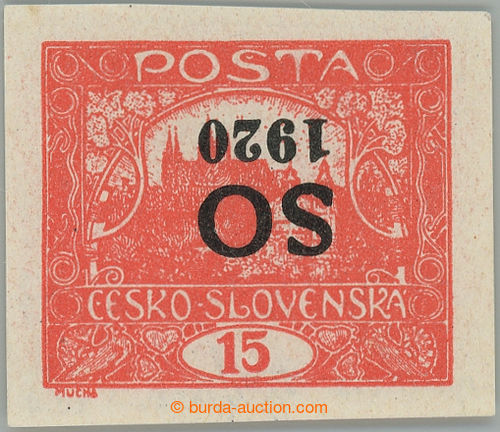 POSTA
1920
SO
CESKO-SLOVENSKA
15
MUCHA
© burda-auction.com